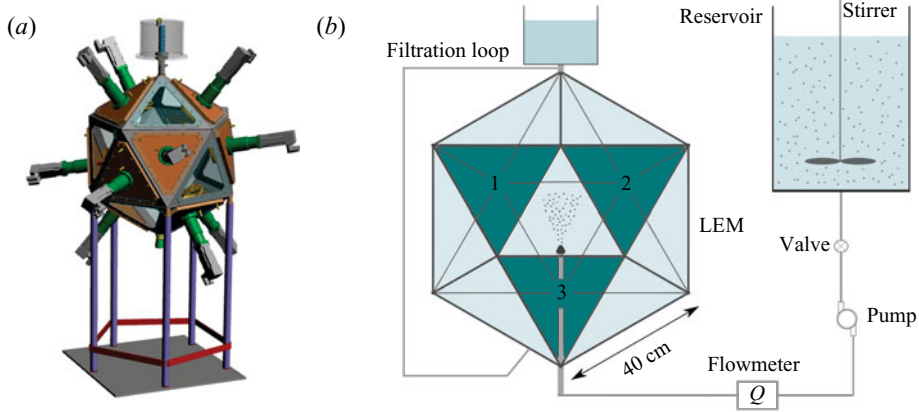 (a)
(b)
Filtration loop
Reservoir
Stirrer
1
2
3
LEM
Valve
Pump
40 cm
Flowmeter
Q